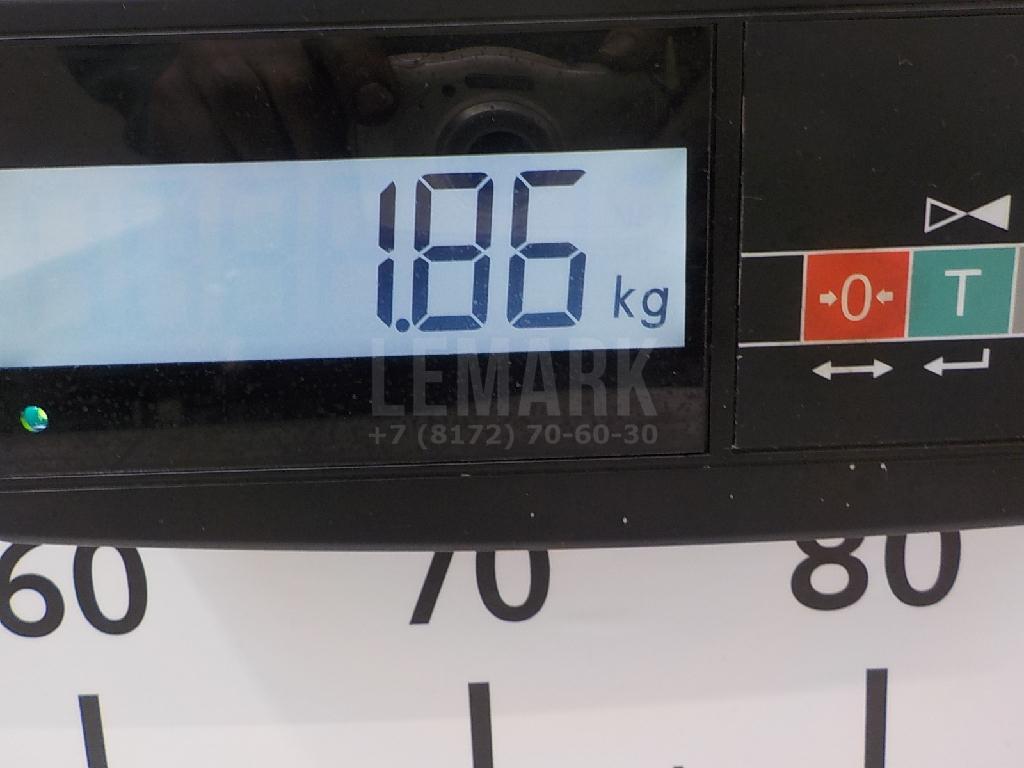 1.86 kg
→0← T
LEMARK
+7 (8172) 70-60-30
60 70 80